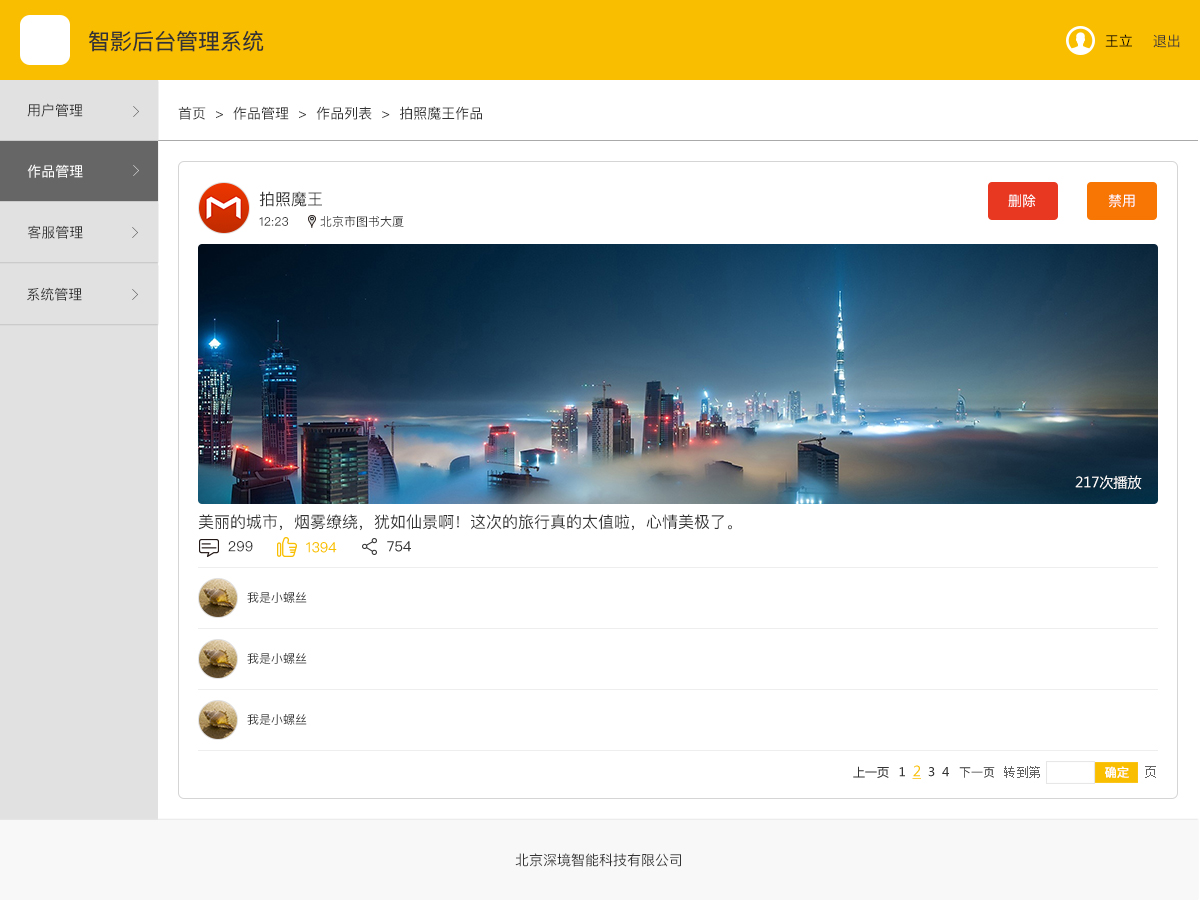 智影后台管理系统
王立 退出
用户管理
作品管理
客服管理
系统管理
首页 > 作品管理 > 作品列表 > 拍照魔王作品
拍照魔王
12:23 北京市图书大厦
删除 禁用
217次播放
美丽的城市，烟雾缭绕，犹如仙景啊！这次的旅行真的太值啦，心情美极了。
299 1394 754
我是小螺丝
我是小螺丝
我是小螺丝
上一页 1 2 3 4 下一页 转到第 确定 页
北京深境智能科技有限公司